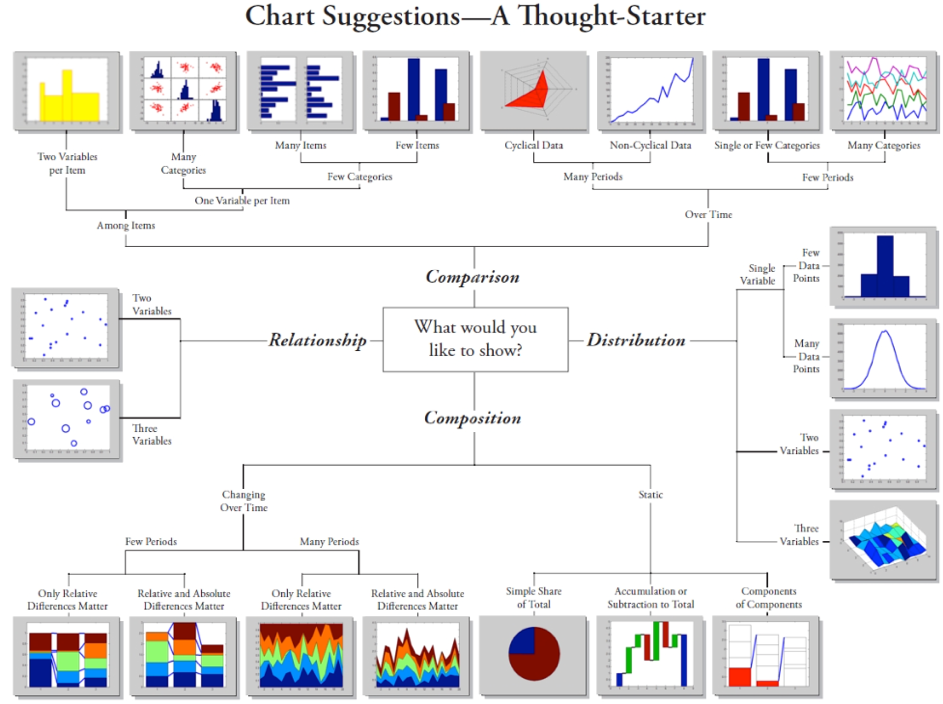 Chart Suggestions—A Thought-Starter
Two Variables
per Item
Many
Categories
Many Items
Few Items
Cyclical Data
Non-Cyclical Data
Single or Few Categories
Many Categories
Few Categories
Many Periods
Few Periods
One Variable per Item
Among Items
Over Time
Comparison
Single
Variable
Few
Data
Points
Two
Variables
Relationship
What would you
like to show?
Distribution
Many
Data
Points
Three
Variables
Composition
Two
Variables
Changing
Over Time
Static
Three
Variables
Few Periods
Many Periods
Only Relative
Differences Matter
Relative and Absolute
Differences Matter
Only Relative
Differences Matter
Relative and Absolute
Differences Matter
Simple Share
of Total
Accumulation or
Subtraction to Total
Components
of Components